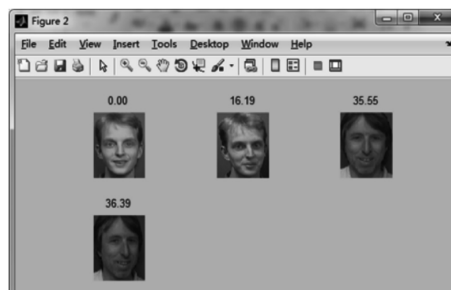 Figure 2
File Edit View Insert Tools Desktop Window Help
0.00 16.19 35.55
36.39